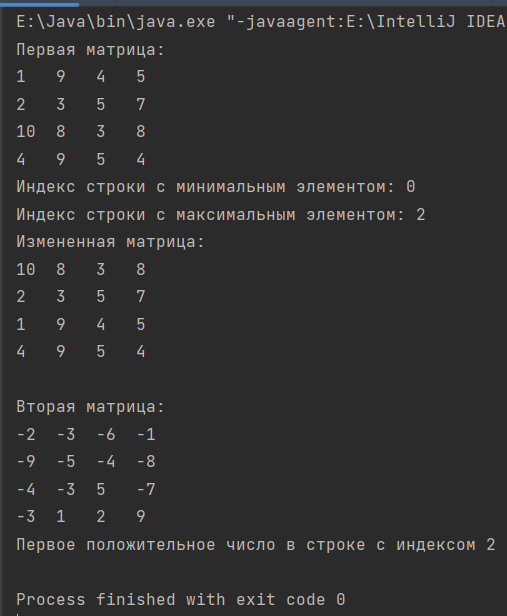 E:\Java\bin\java.exe "-javaagent:E:\IntelliJ IDEA
Первая матрица:
1 9 4 5
2 3 5 7
10 8 3 8
4 9 5 4
Индекс строки с минимальным элементом: 0
Индекс строки с максимальным элементом: 2
Измененная матрица:
10 8 3 8
2 3 5 7
1 9 4 5
4 9 5 4
Вторая матрица:
-2 -3 -6 -1
-9 -5 -4 -8
-4 -3 5 -7
-3 1 2 9
Первое положительное число в строке с индексом 2
Process finished with exit code 0